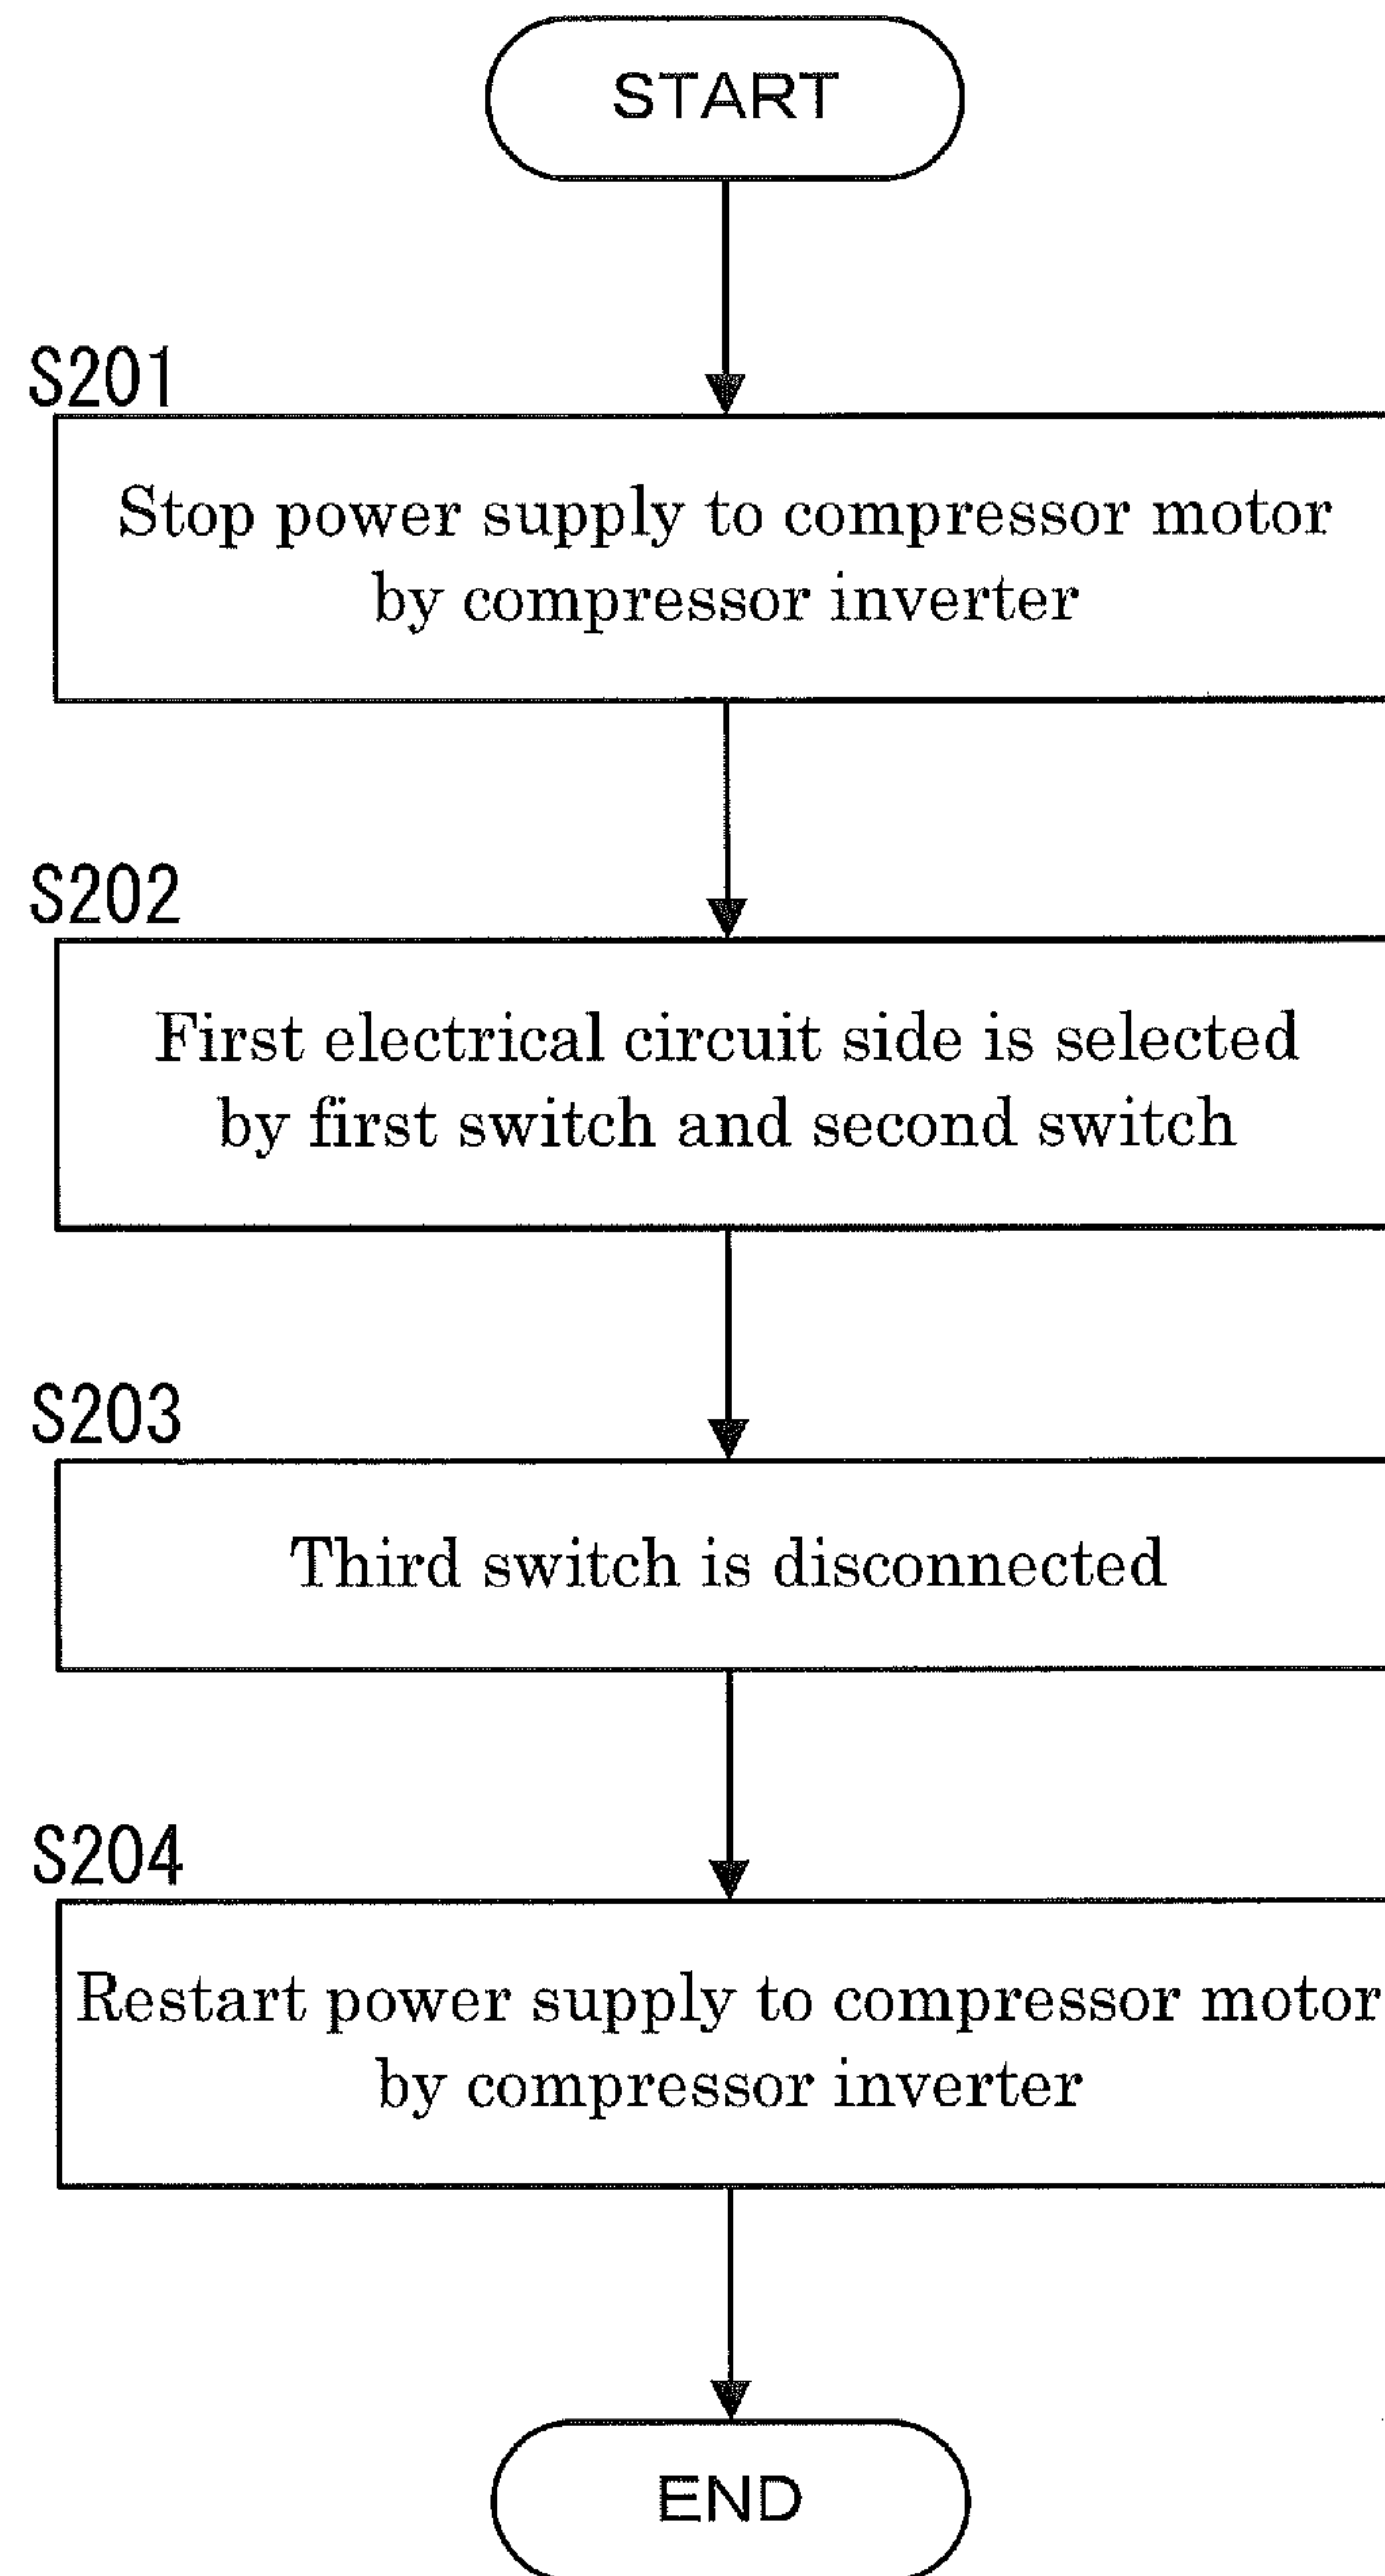 START
S201
Stop power supply to compressor motor
by compressor inverter
S202
First electrical circuit side is selected
by first switch and second switch
S203
Third switch is disconnected
S204
Restart power supply to compressor motor
by compressor inverter
END